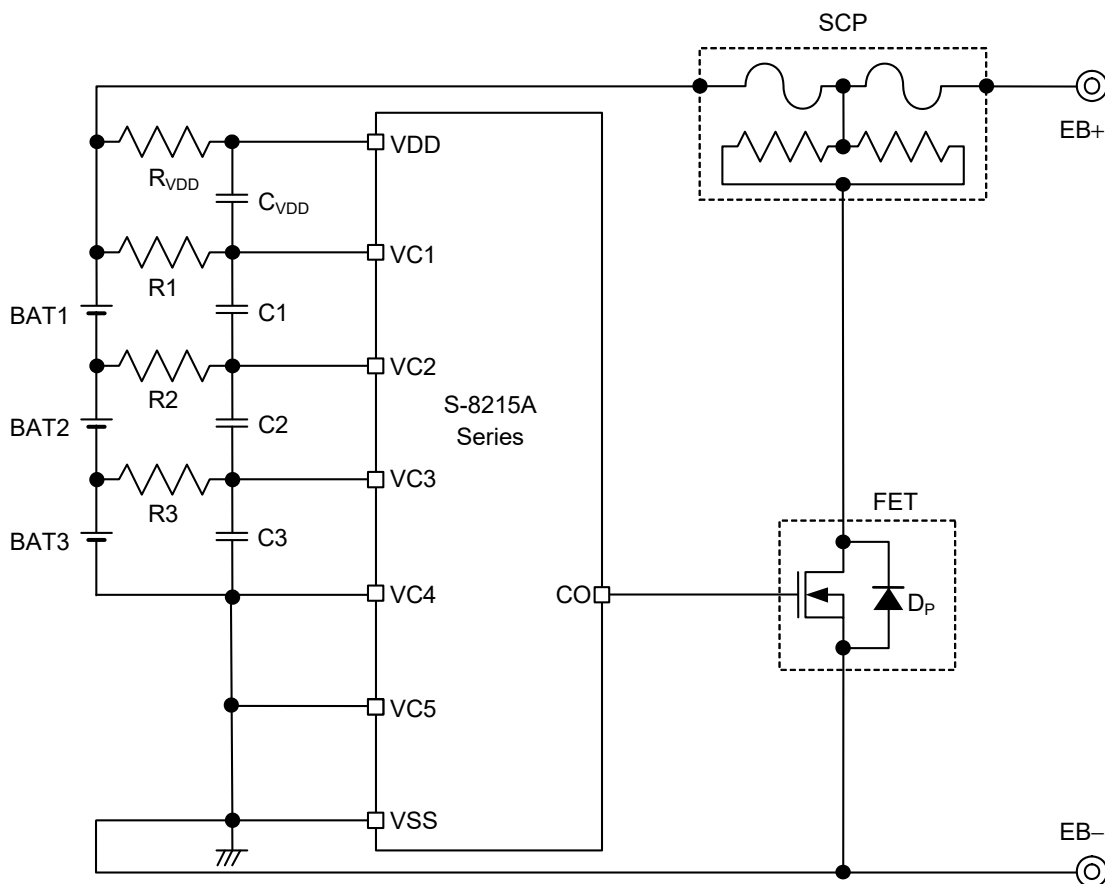 SCP
EB+
VDD
RVDD
CVDD
VC1
R1
BAT1
C1
VC2
R2
S-8215A
Series
BAT2
C2
VC3
R3
FET
BAT3
C3
VC4
CO
DP
VC5
VSS
EB−